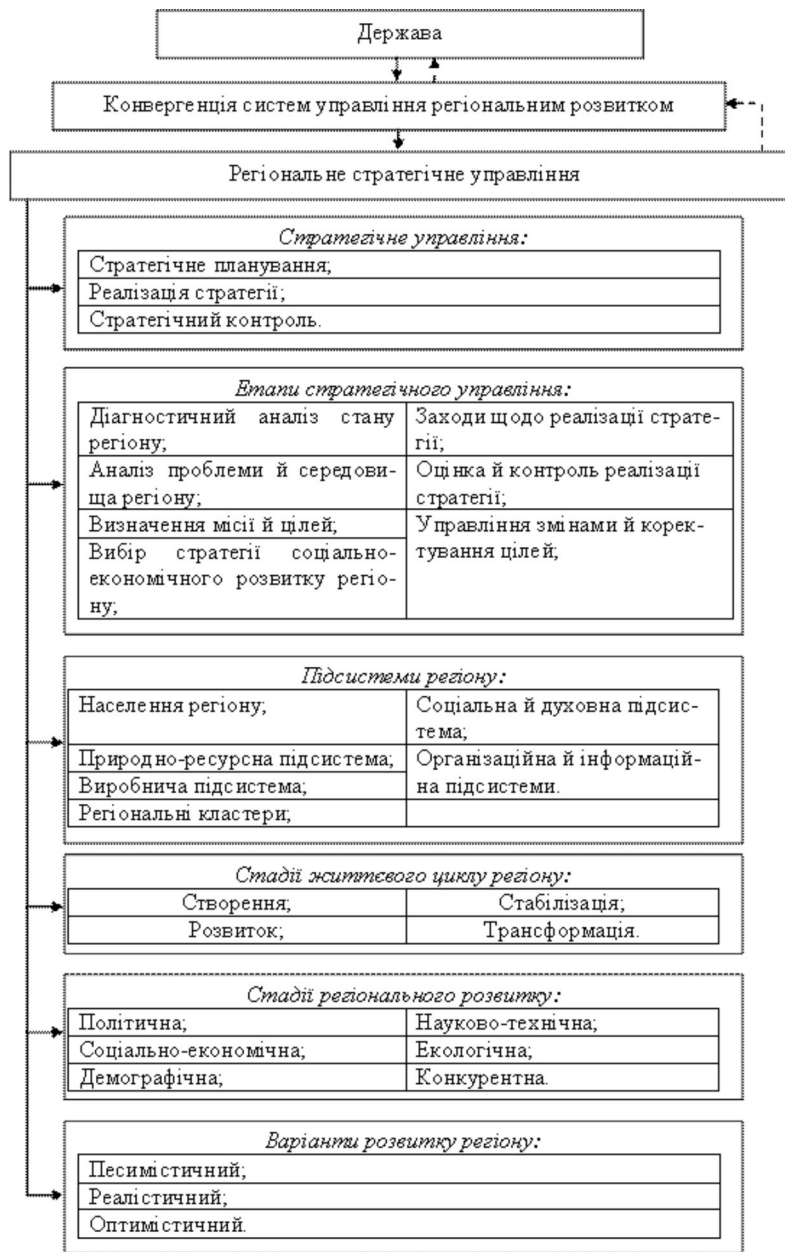 Держава
Конвергенція систем управління регіональним розвитком
Регіональне стратегічне управління
Стратегічне управління:
Стратегічне планування;
Реалізація стратегії;
Стратегічний контроль.
Етапи стратегічного управління:
Діагностичний аналіз стану
регіону;
Заходи щодо реалізації страте-
гії;
Аналіз проблеми й середови-
ща регіону;
Оцінка й контроль реалізації
стратегії;
Визначення місії й цілей;
Управління змінами й корек-
тування цілей;
Вибір стратегії соціально-
економічного розвитку регіо-
ну;
Підсистеми регіону:
Населення регіону;
Соціальна й духовна підсис-
тема;
Природно-ресурсна підсистема;
Організаційна й інформацій-
на підсистеми.
Виробнича підсистема;
Регіональні кластери;
Стадії життєвого циклу регіону:
Створення;
Стабілізація;
Розвиток;
Трансформація.
Стадії регіонального розвитку:
Політична;
Науково-технічна;
Соціально-економічна;
Екологічна;
Демографічна;
Конкурентна.
Варіанти розвитку регіону:
Песимістичний;
Реалістичний;
Оптимістичний.